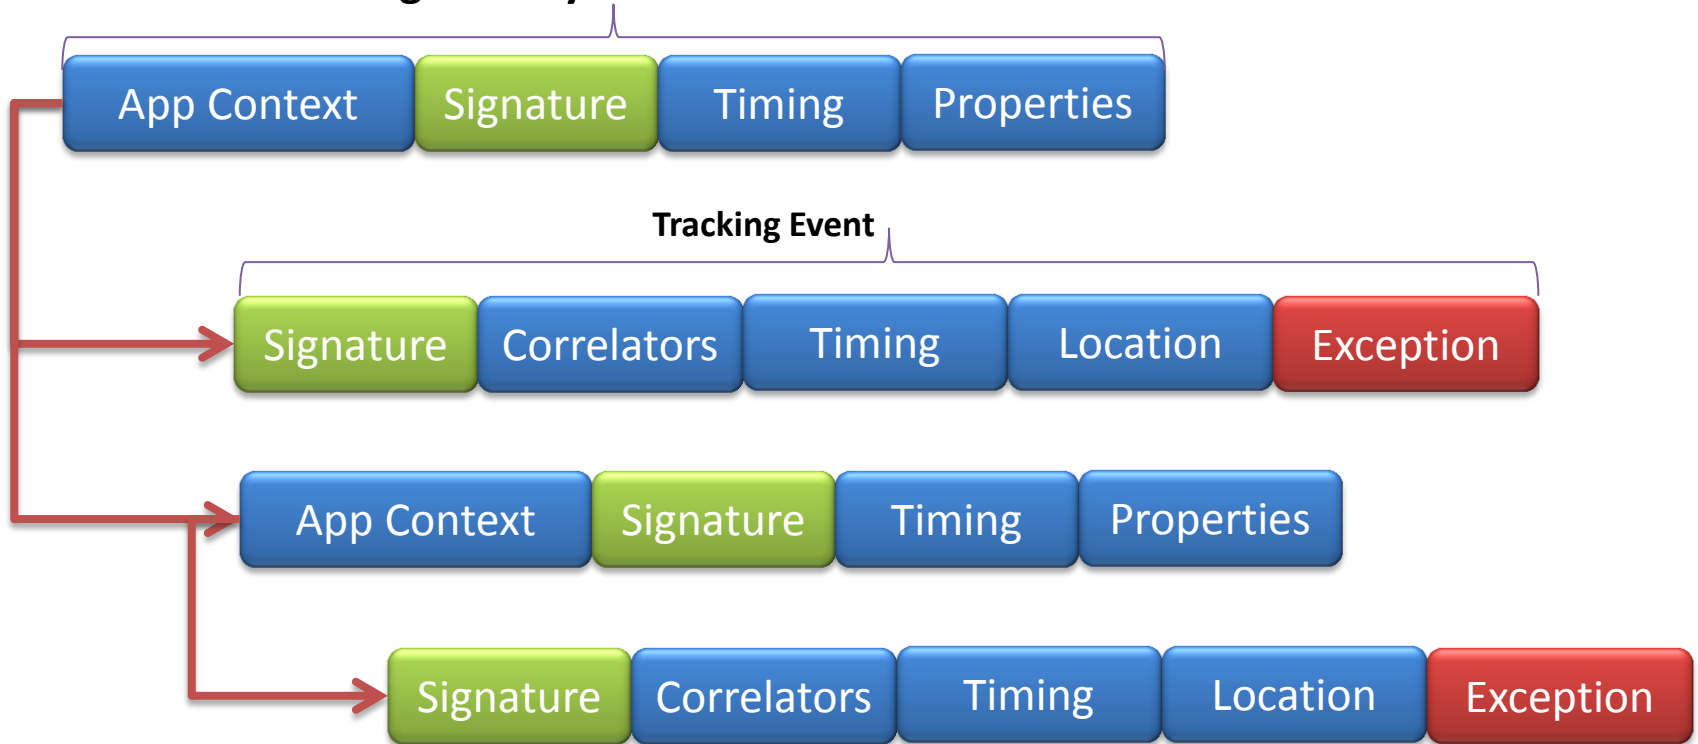 App Context Signature Timing Properties
Tracking Event
Signature Correlators Timing Location Exception
App Context Signature Timing Properties
Signature Correlators Timing Location Exception